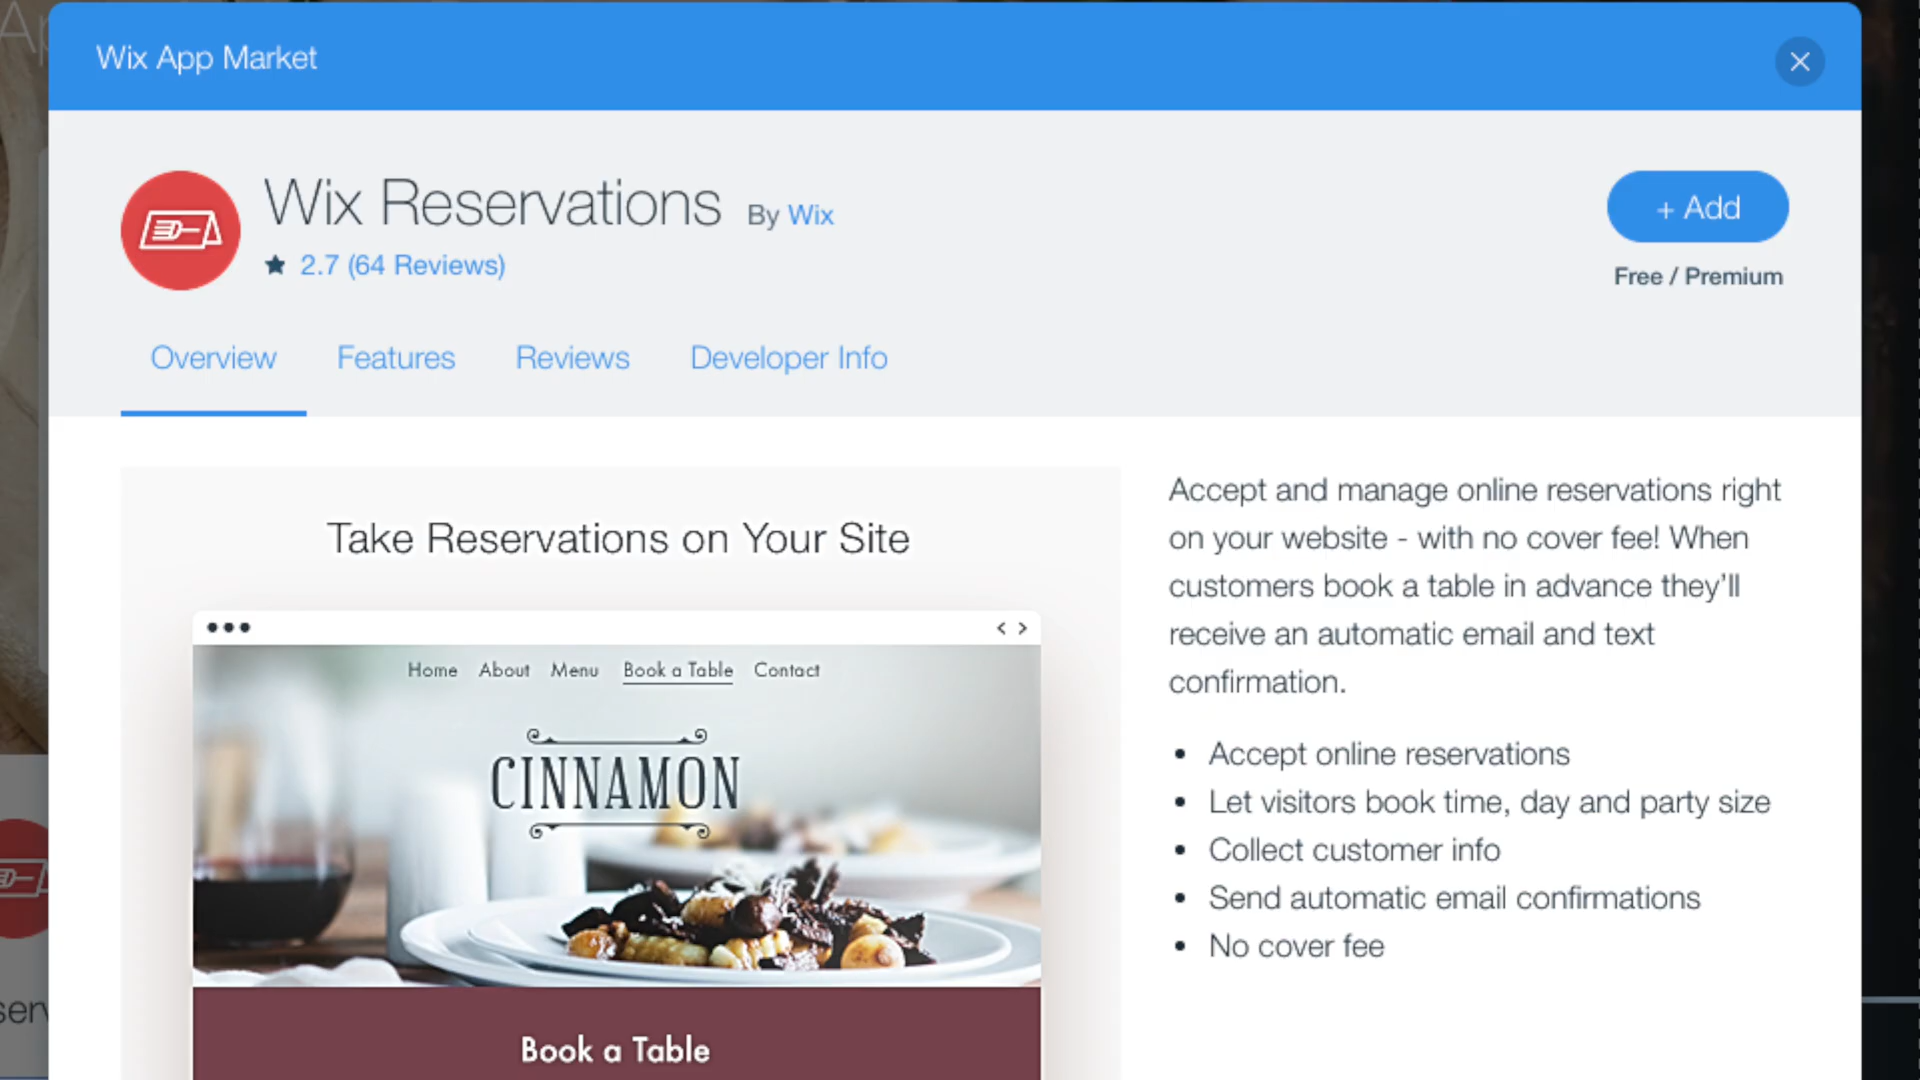 Wix App Market
Wix Reservations By Wix
2.7 (64 Reviews)
+ Add
Free / Premium
Overview Features Reviews Developer Info
Take Reservations on Your Site
Home About Menu Book a Table Contact
CINNAMON
Book a Table
Accept and manage online reservations right
on your website - with no cover fee! When
customers book a table in advance they'll
receive an automatic email and text
confirmation.
• Accept online reservations
• Let visitors book time, day and party size
• Collect customer info
• Send automatic email confirmations
• No cover fee